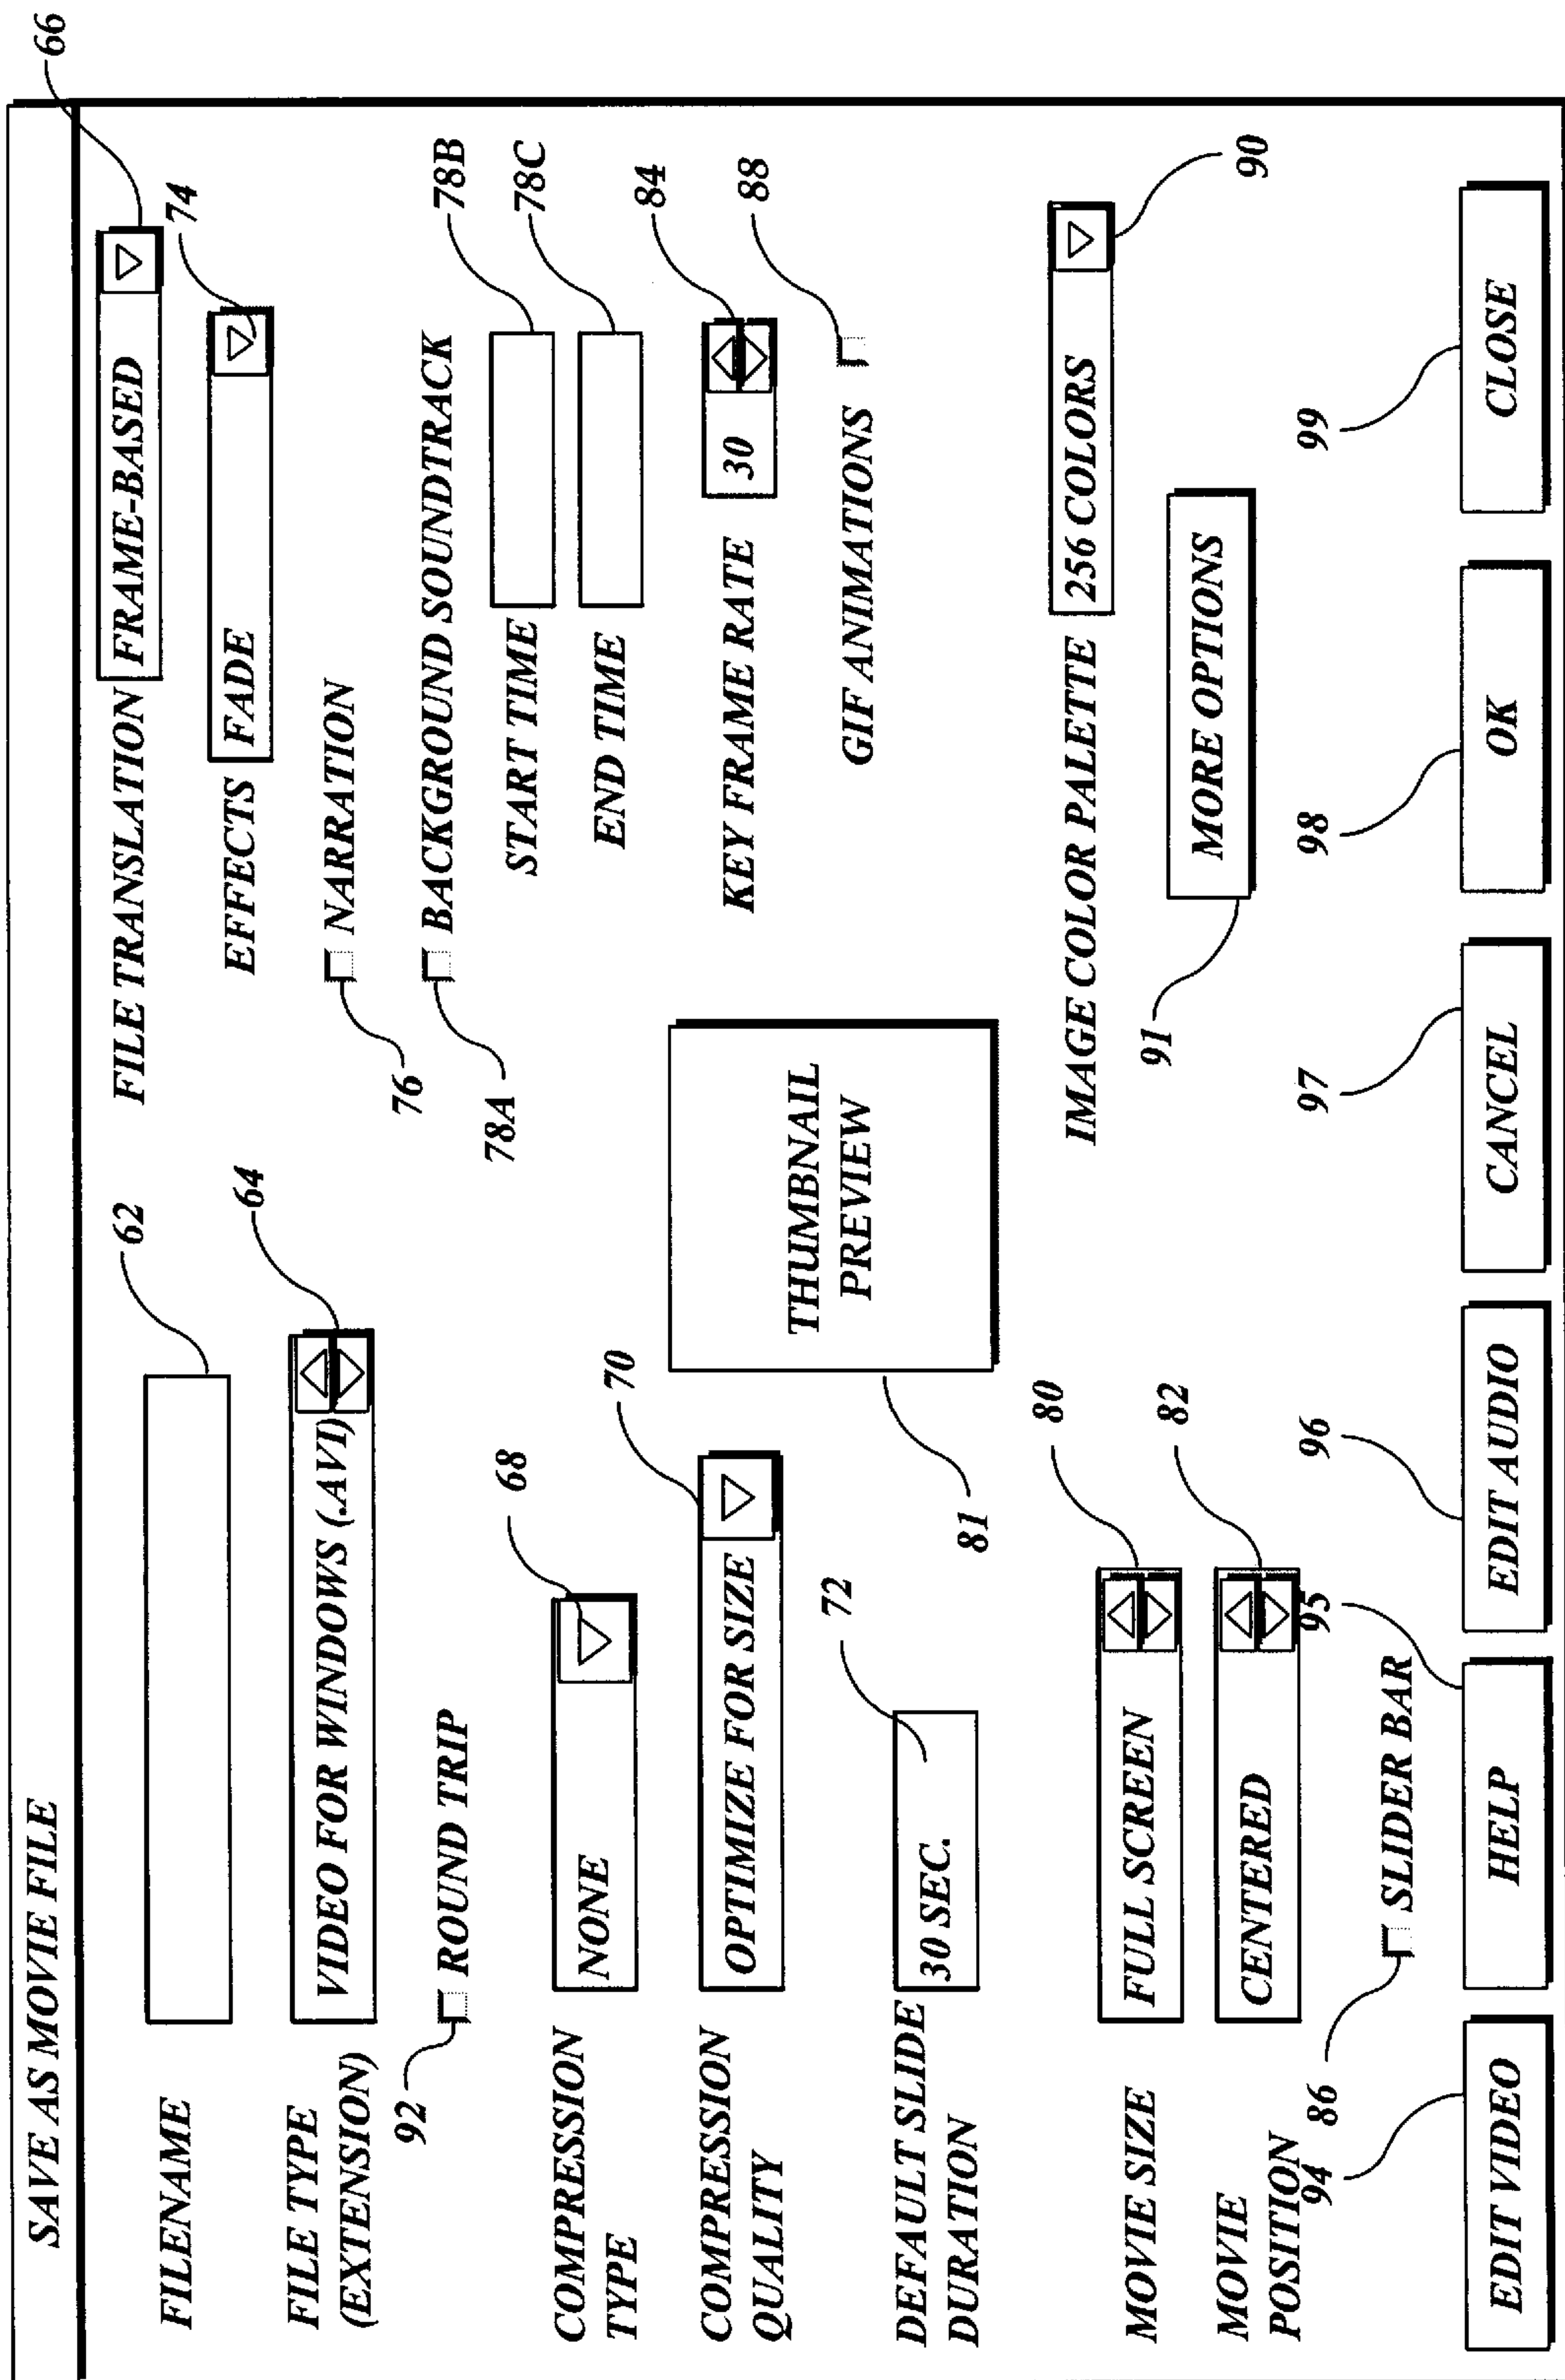 SAVE AS MOVIE FILE
66
FILENAME
62
FILE TRANSLATION FRAME-BASED
74
FILE TYPE
(EXTENSION)
VIDEO FOR WINDOWS (.AVI)
64
EFFECTS FADE
92
ROUND TRIP
76
NARRATION
78A
BACKGROUND SOUNDTRACK
78B
START TIME
78C
END TIME
COMPRESSION
TYPE
NONE
68
COMPRESSION
QUALITY
OPTIMIZE FOR SIZE
70
THUMBNAIL
PREVIEW
81
KEY FRAME RATE 30
84
GIF ANIMATIONS
88
DEFAULT SLIDE
DURATION
30 SEC.
72
MOVIE SIZE
FULL SCREEN
80
IMAGE COLOR PALETTE 256 COLORS
90
MOVIE
POSITION
CENTERED
82
91
MORE OPTIONS
86
SLIDER BAR
94
95
96
97
98
99
EDIT VIDEO
HELP
EDIT AUDIO
CANCEL
OK
CLOSE